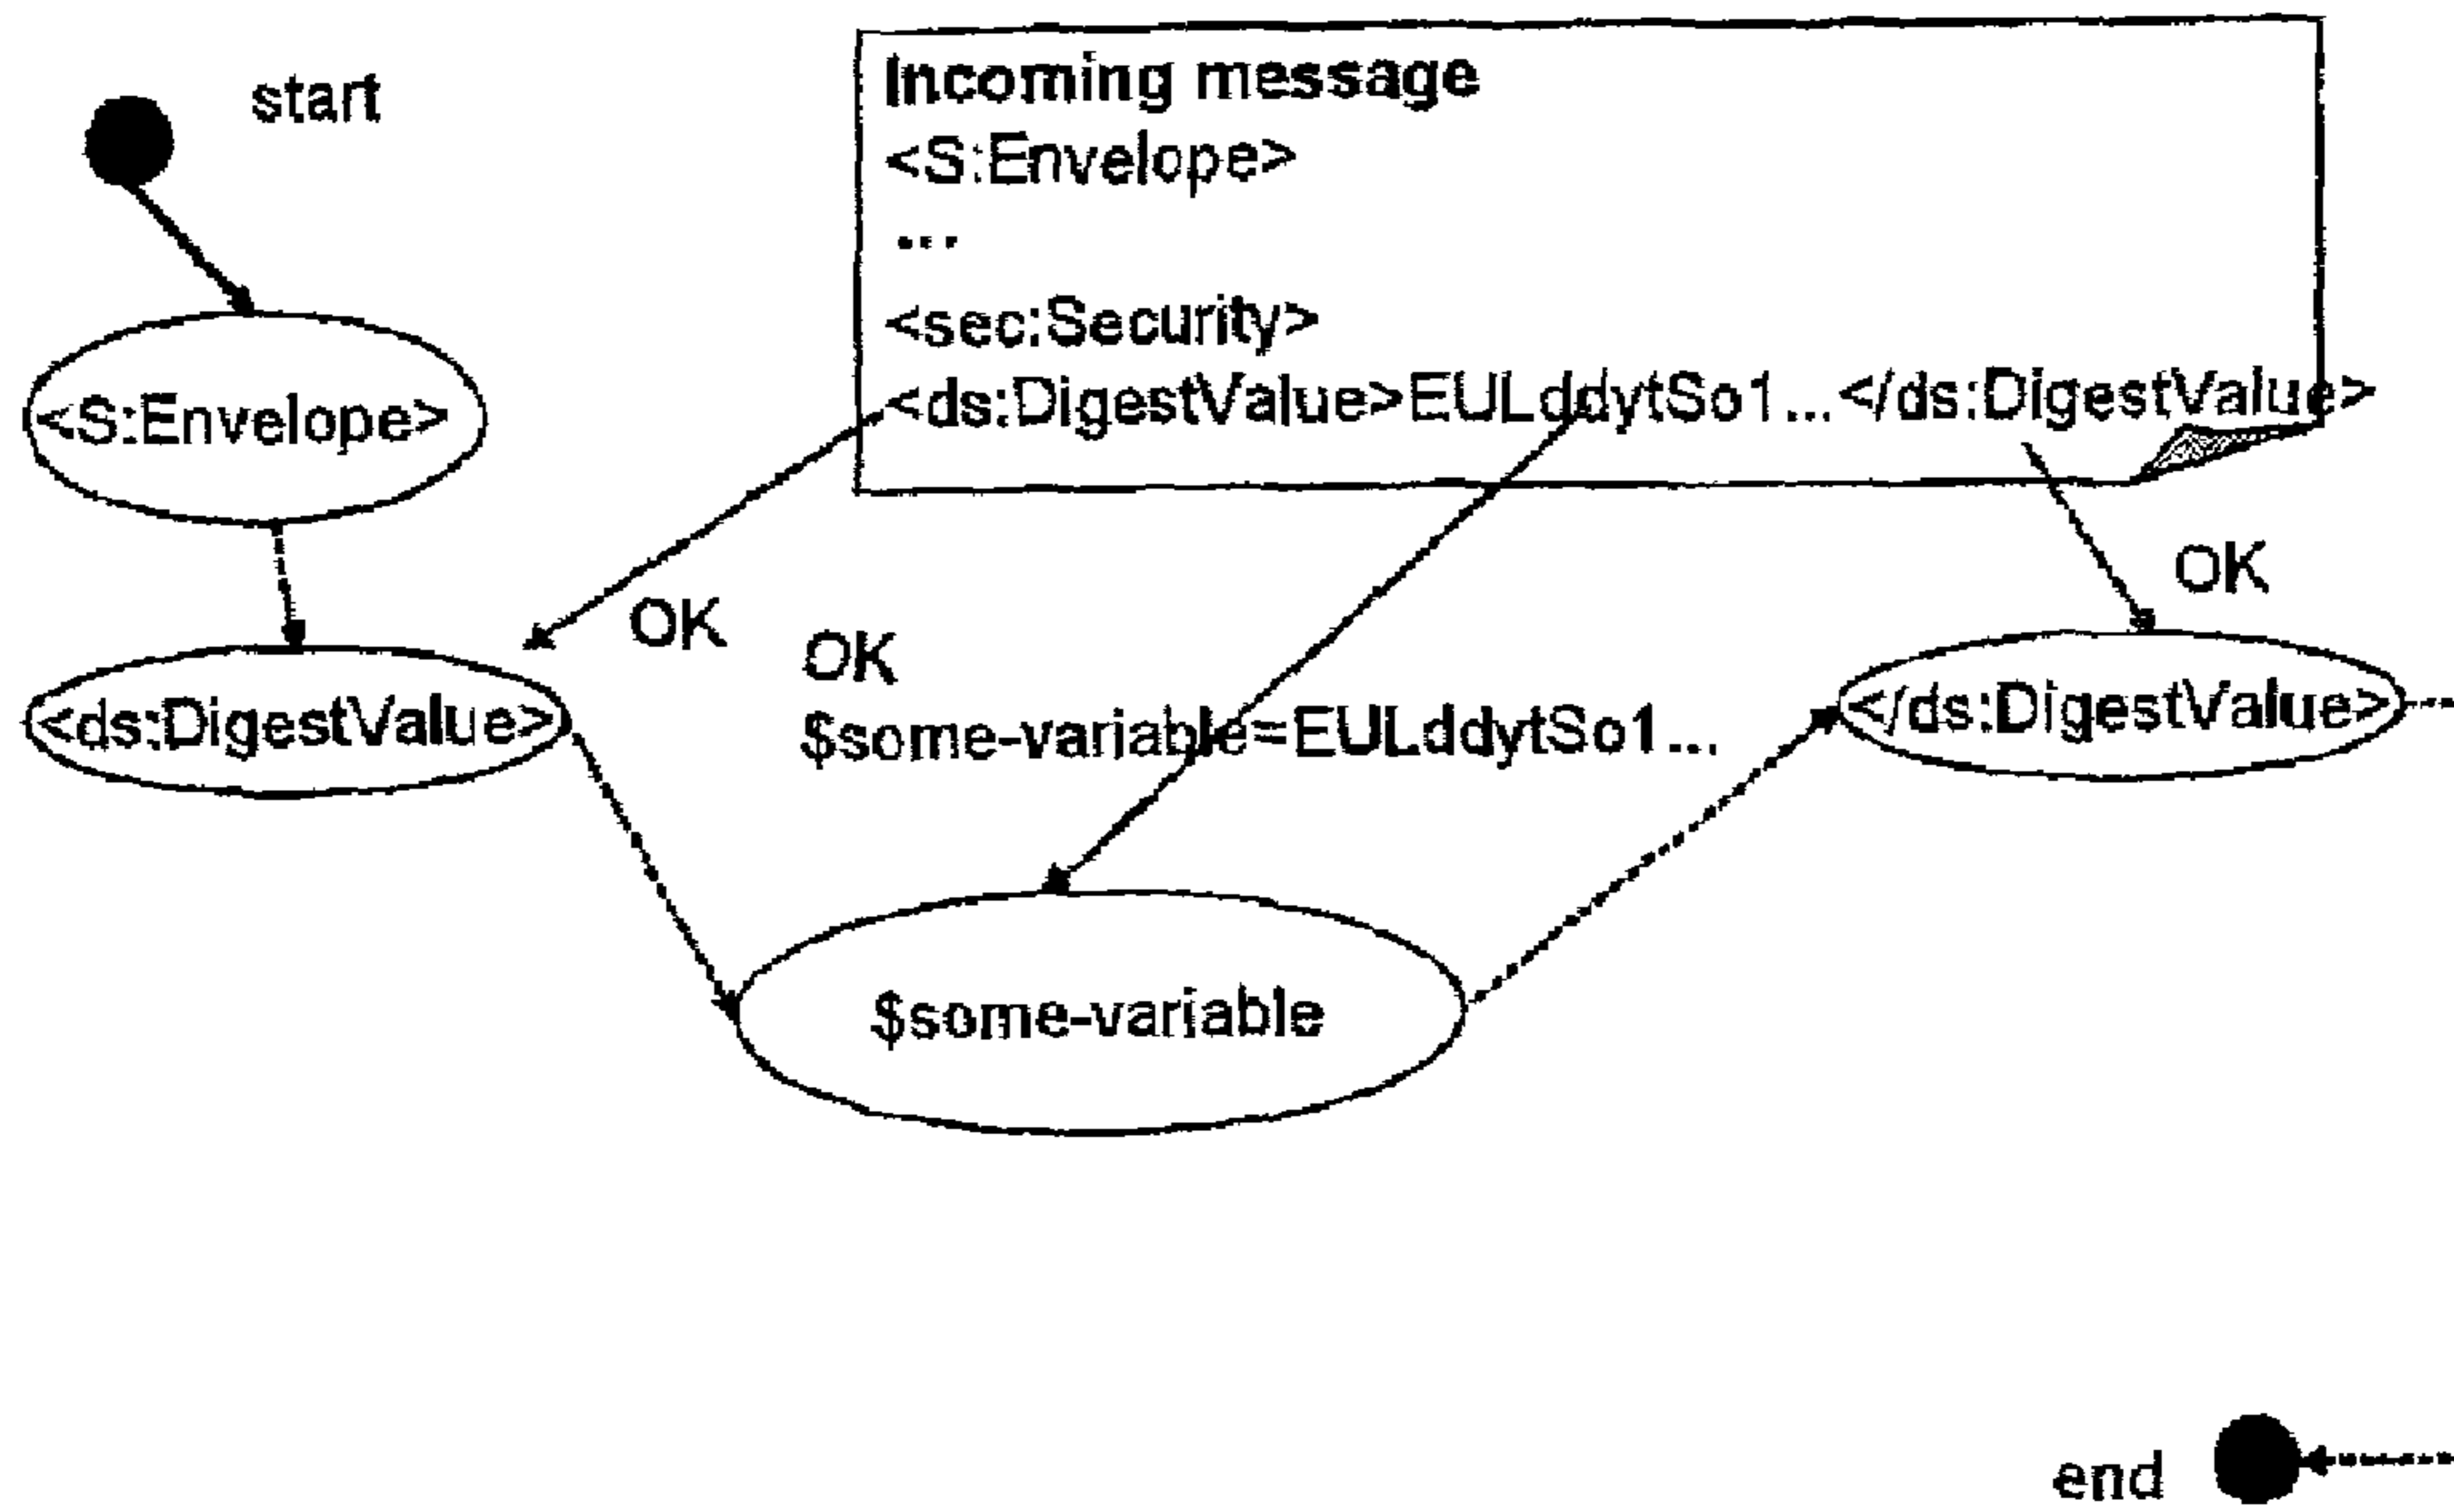 start
Incoming message
<S:Envelope>
...
<sec:Security>
<ds:DigestValue>EULddytSo1...</ds:DigestValue>
<S:Envelope>
OK
OK
OK
$some-variable=EULddytSo1...
<ds:DigestValue>
</ds:DigestValue>
$some-variable
end